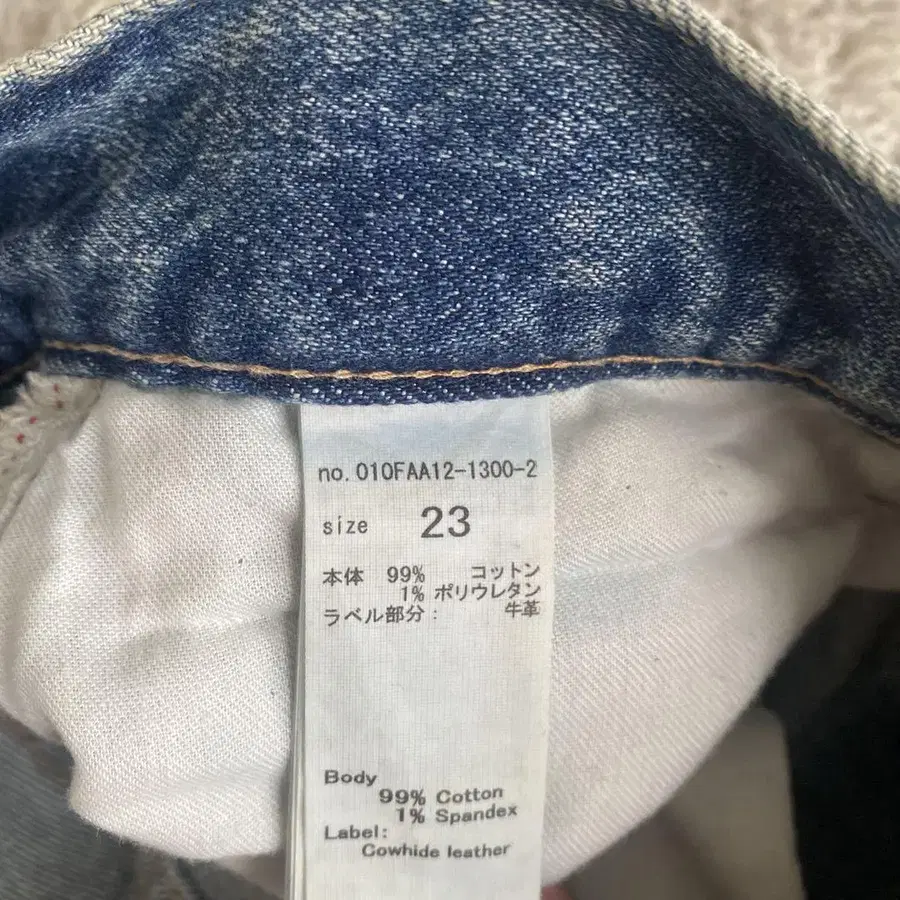 no. 010FAA12-1300-2
size 23
本体 99% コットン
1% ポリウレタン
ラベル部分: 牛革
Body
99% Cotton
1% Spandex
Label:
Cowhide leather